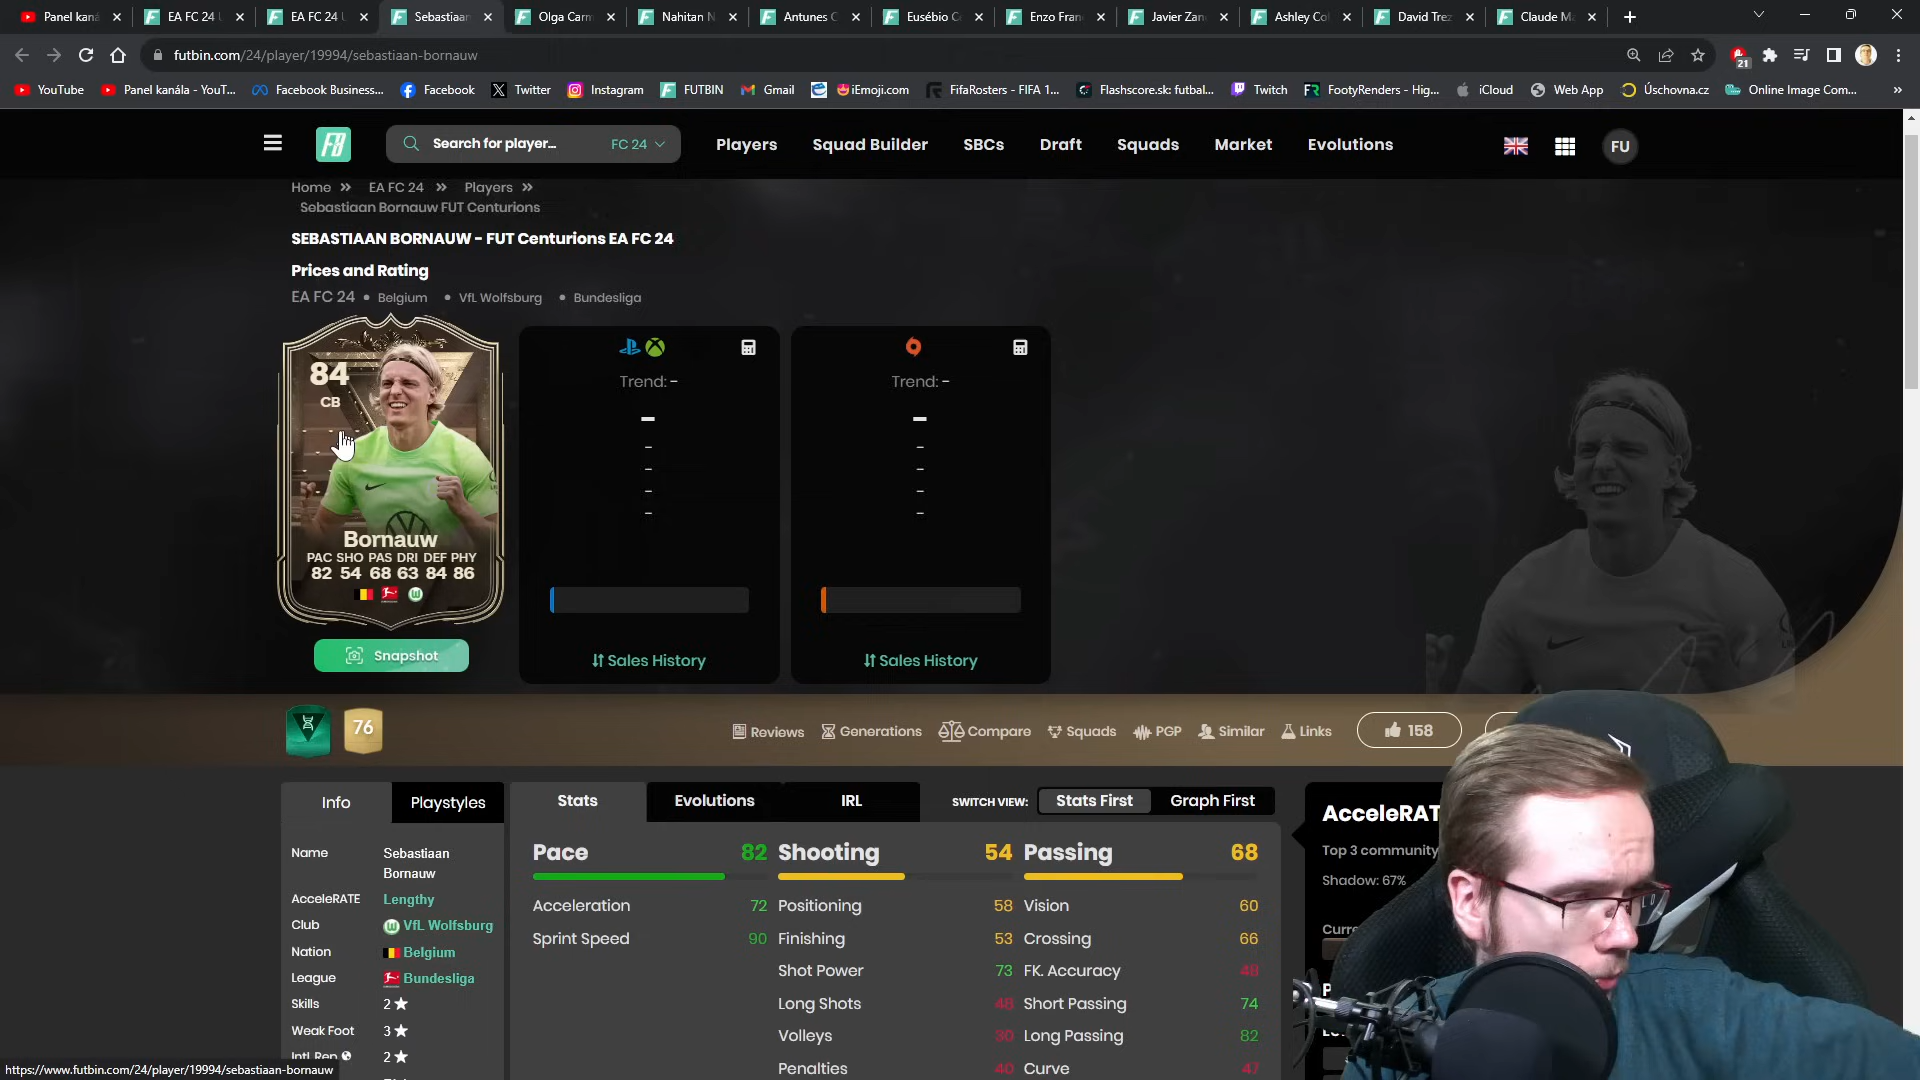 Panel kaná
EA FC 24 U
EA FC 24 U
Sebastiaan
Olga Carm
Nahitan N
Antunes C
Eusébio C
Enzo Fran
Javier Zan
Ashley Co
David Trez
Claude Ma
futbin.com/24/player/19994/sebastiaan-bornauw
21
YouTube
Panel kanála - YouT...
Facebook Business...
Facebook
Twitter
Instagram
FUTBIN
Gmail
iEmoji.com
FifaRosters - FIFA 1...
Flashscore.sk: futbal...
Twitch
FootyRenders - Hig...
iCloud
Web App
Úschovna.cz
Online Image Com...
Search for player...
FC 24
Players
Squad Builder
SBCs
Draft
Squads
Market
Evolutions
FU
Home » EA FC 24 » Players »
Sebastiaan Bornauw FUT Centurions
SEBASTIAAN BORNAUW - FUT Centurions EA FC 24
Prices and Rating
EA FC 24 • Belgium • VfL Wolfsburg • Bundesliga
84
CB
Bornauw
PAC SHO PAS DRI DEF PHY
82 54 68 63 84 86
Snapshot
Trend: -
-
-
-
-
-
Sales History
Trend: -
-
-
-
-
-
Sales History
76
Reviews
Generations
Compare
Squads
PGP
Similar
Links
158
Info
Playstyles
Name Sebastiaan
Bornauw
AcceleRATE Lengthy
Club VfL Wolfsburg
Nation Belgium
League Bundesliga
Skills 2★
Weak Foot 3★
Intl.Rep 2★
Stats
Evolutions
IRL
SWITCH VIEW:
Stats First
Graph First
Pace 82
Acceleration 72
Sprint Speed 90
Shooting 54
Positioning 58
Finishing 53
Shot Power 73
Long Shots 48
Volleys 30
Penalties 40
Passing 68
Vision 60
Crossing 66
FK. Accuracy 48
Short Passing 74
Long Passing 82
Curve 47
AcceleRAT
Top 3 community
Shadow: 67%
Curre
https://www.futbin.com/24/player/19994/sebastiaan-bornauw